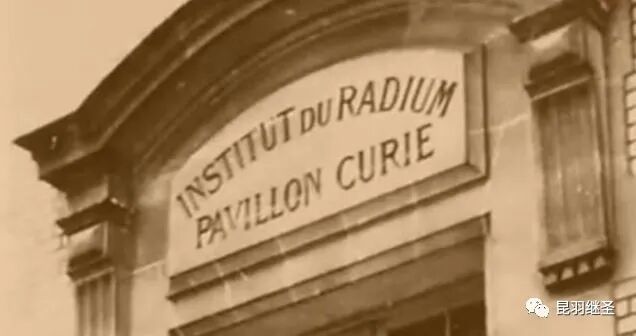 INSTITUT DU RADIUM
PAVILLON CURIE
昆羽继圣